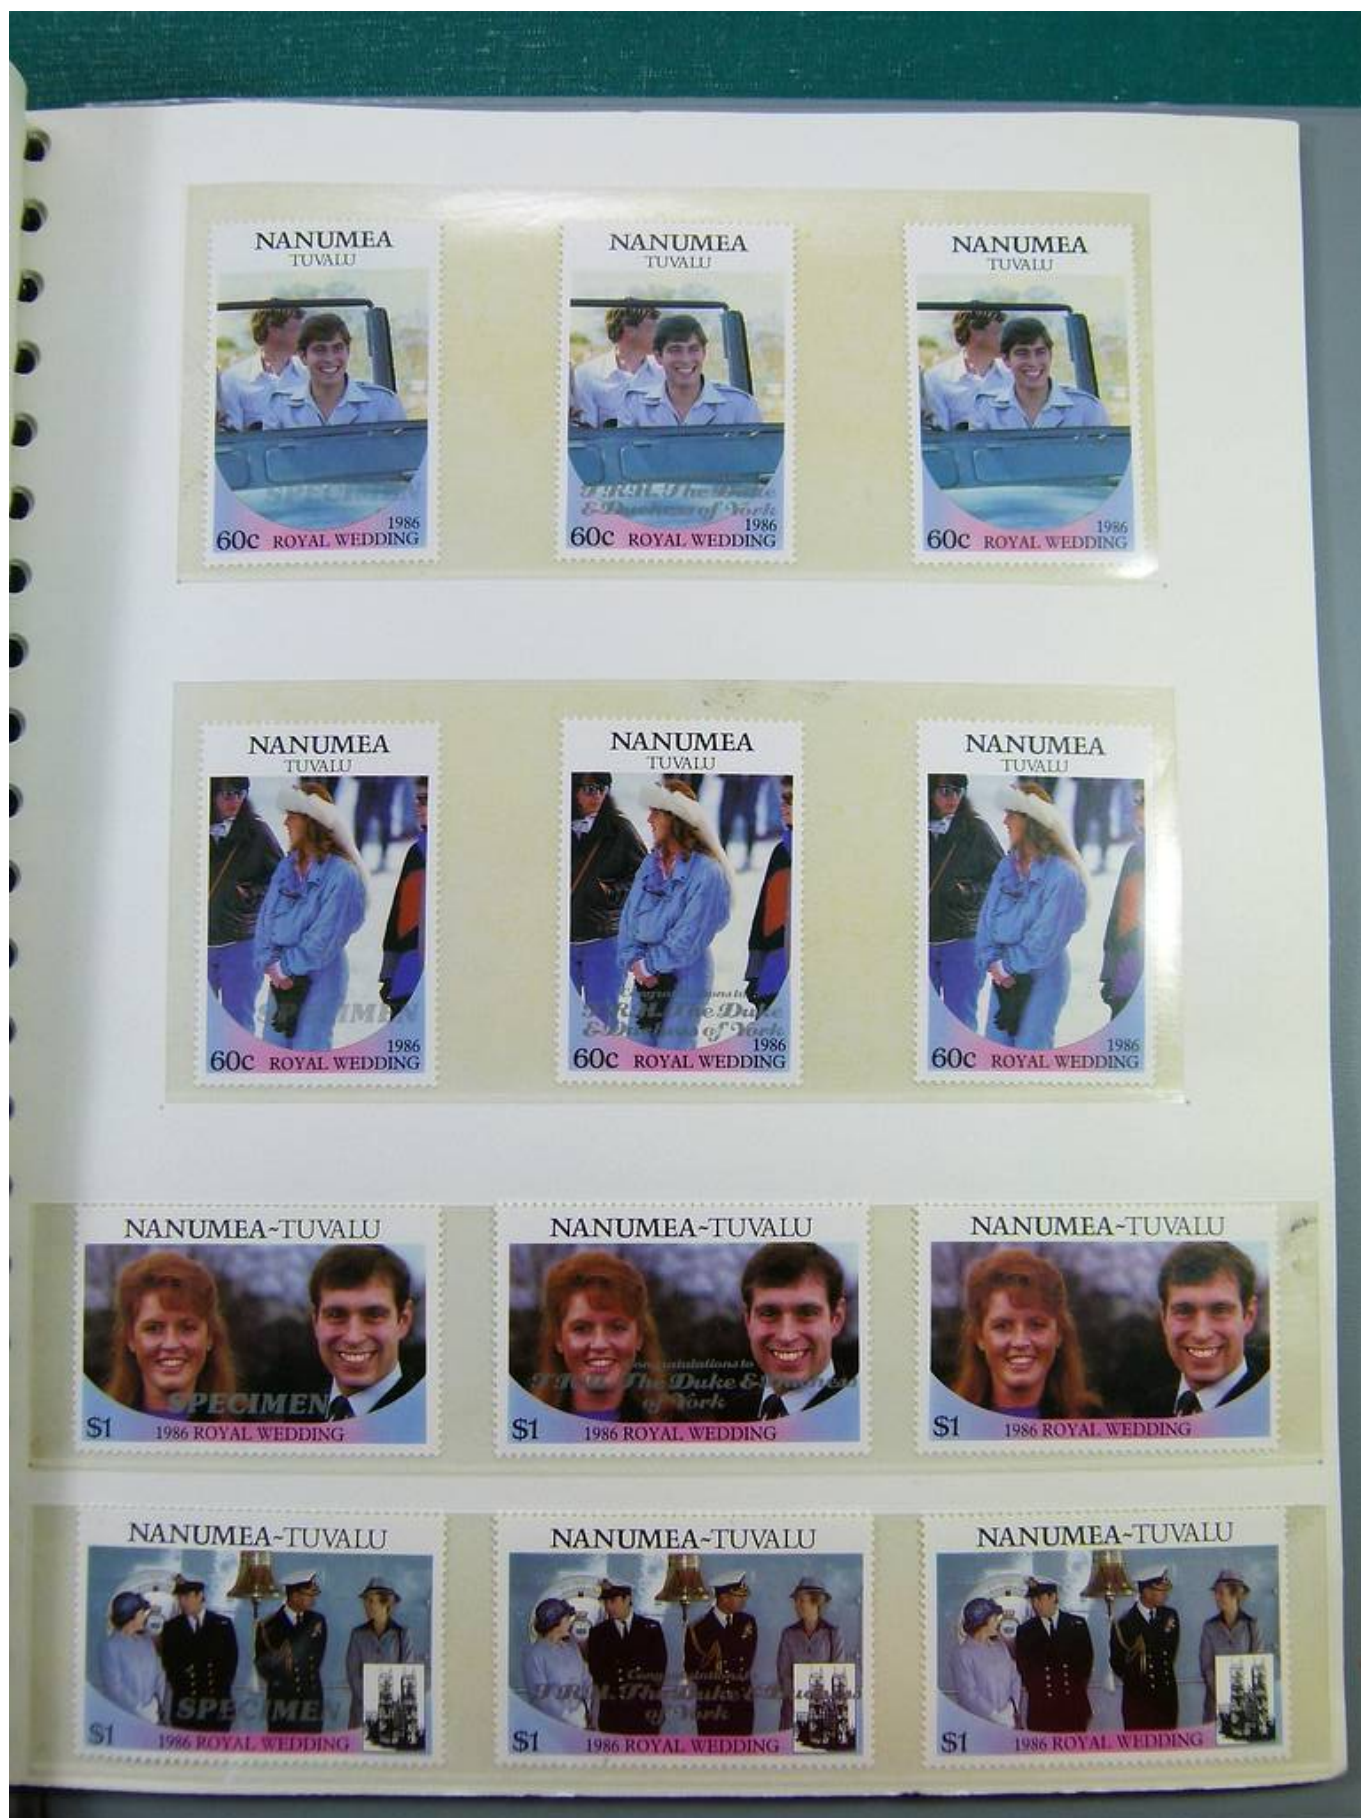 NANUMEA
TUVALU
SPECIMEN
1986
60c ROYAL WEDDING
NANUMEA
TUVALU
T.R.H. The Duke
& Duchess of York
1986
60c ROYAL WEDDING
NANUMEA
TUVALU
1986
60c ROYAL WEDDING
NANUMEA
TUVALU
SPECIMEN
1986
60c ROYAL WEDDING
NANUMEA
TUVALU
Congratulations to
T.R.H. The Duke
& Duchess of York
1986
60c ROYAL WEDDING
NANUMEA
TUVALU
1986
60c ROYAL WEDDING
NANUMEA~TUVALU
SPECIMEN
$1 1986 ROYAL WEDDING
NANUMEA~TUVALU
Congratulations to
T.R.H. The Duke & Duchess
of York
$1 1986 ROYAL WEDDING
NANUMEA~TUVALU
$1 1986 ROYAL WEDDING
NANUMEA~TUVALU
SPECIMEN
$1 1986 ROYAL WEDDING
NANUMEA~TUVALU
Congratulations to
T.R.H. The Duke & Duchess
of York
$1 1986 ROYAL WEDDING
NANUMEA~TUVALU
$1 1986 ROYAL WEDDING